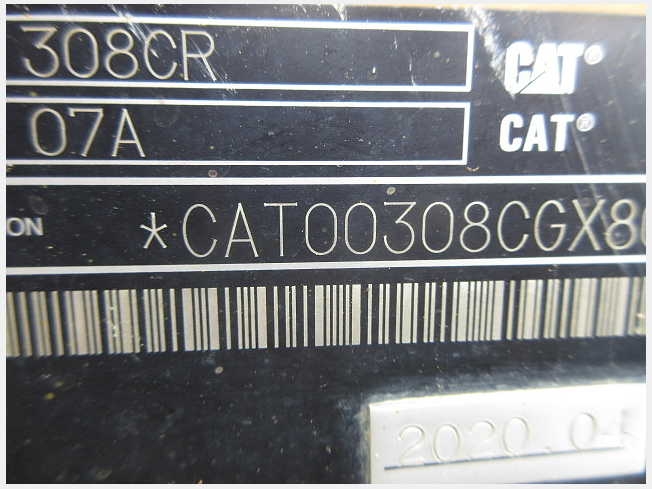 308CR CAT®
07A CAT®
ON *CAT00308CGX8
2020.04